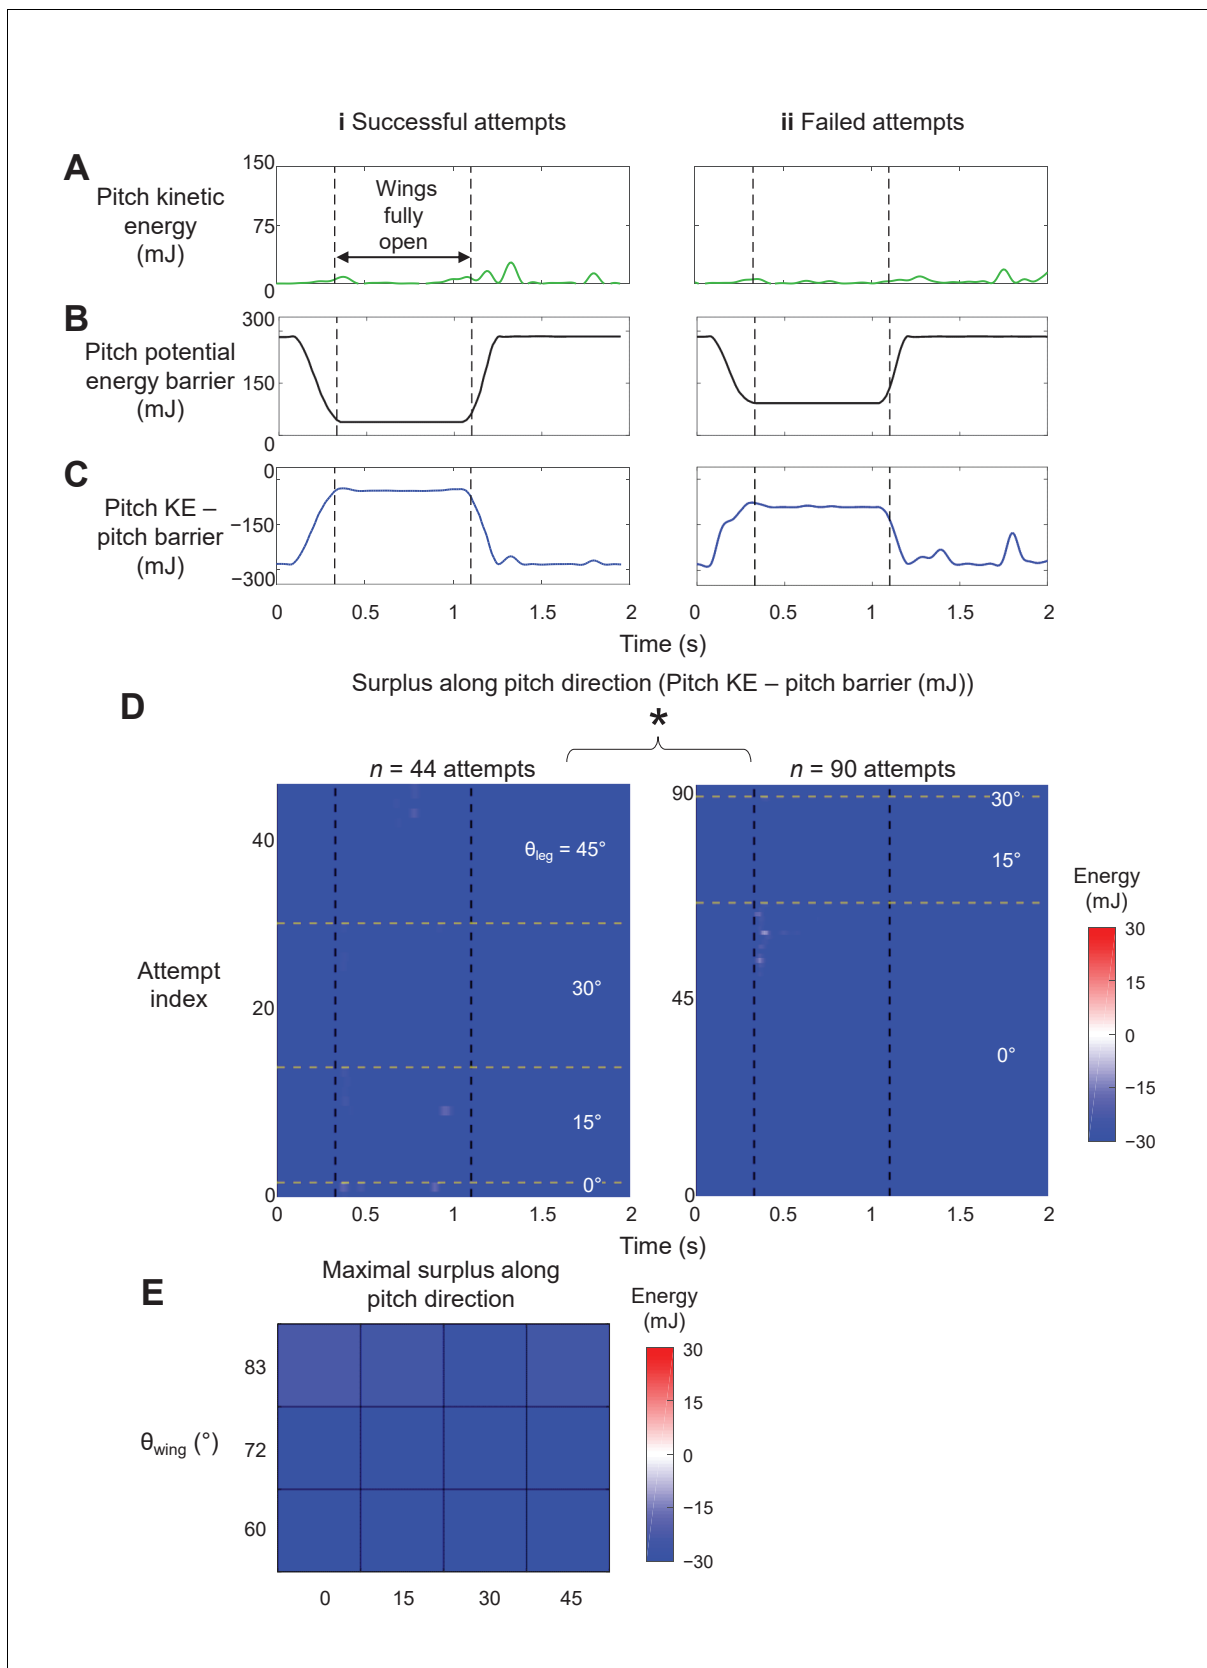 i Successful attempts
ii Failed attempts
A
Pitch kinetic
energy
(mJ)
150
75
0
Wings
fully
open
B
Pitch potential
energy barrier
(mJ)
300
150
0
C
Pitch KE –
pitch barrier
(mJ)
0
−150
−300
0 0.5 1 1.5 2
0 0.5 1 1.5 2
Time (s)
Surplus along pitch direction (Pitch KE – pitch barrier (mJ))
D
*
n = 44 attempts
n = 90 attempts
Attempt
index
40
20
0
θleg = 45°
30°
15°
0°
90
45
0
30°
15°
0°
Energy
(mJ)
30
15
0
−15
−30
0 0.5 1 1.5 2
0 0.5 1 1.5 2
Time (s)
E
Maximal surplus along
pitch direction
θwing (°)
83
72
60
0 15 30 45
Energy
(mJ)
30
15
0
−15
−30